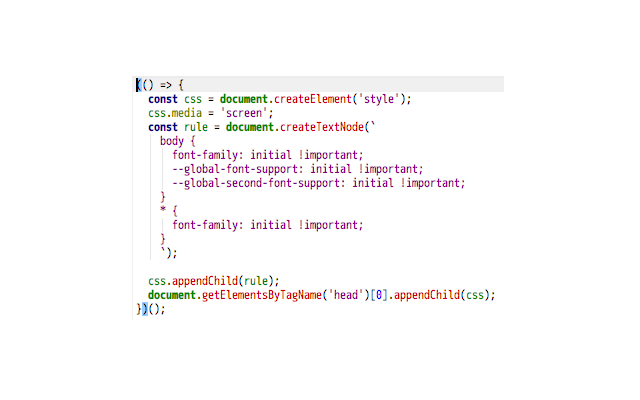 (() => {
  const css = document.createElement('style');
  css.media = 'screen';
  const rule = document.createTextNode(`
    body {
      font-family: initial !important;
      --global-font-support: initial !important;
      --global-second-font-support: initial !important;
    }
    * {
      font-family: initial !important;
    }
    `);

  css.appendChild(rule);
  document.getElementsByTagName('head')[0].appendChild(css);
})();